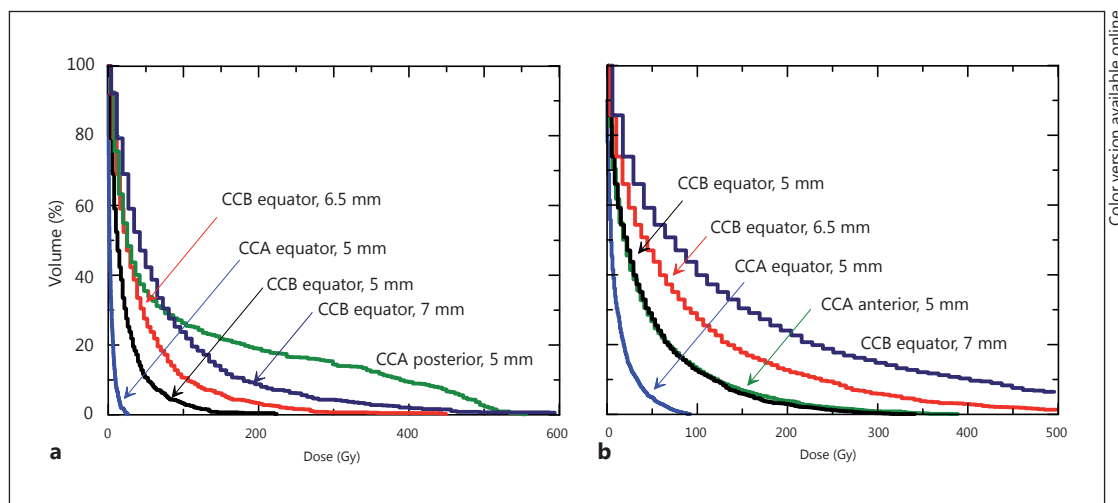 Color version available online
100
80
60
40
20
0
Volume (%)
CCB equator, 6.5 mm
CCA equator, 5 mm
CCB equator, 5 mm
CCB equator, 7 mm
CCA posterior, 5 mm
0
200
400
600
Dose (Gy)
a
CCB equator, 5 mm
CCB equator, 6.5 mm
CCA equator, 5 mm
CCA anterior, 5 mm
CCB equator, 7 mm
0
100
200
300
400
500
Dose (Gy)
b